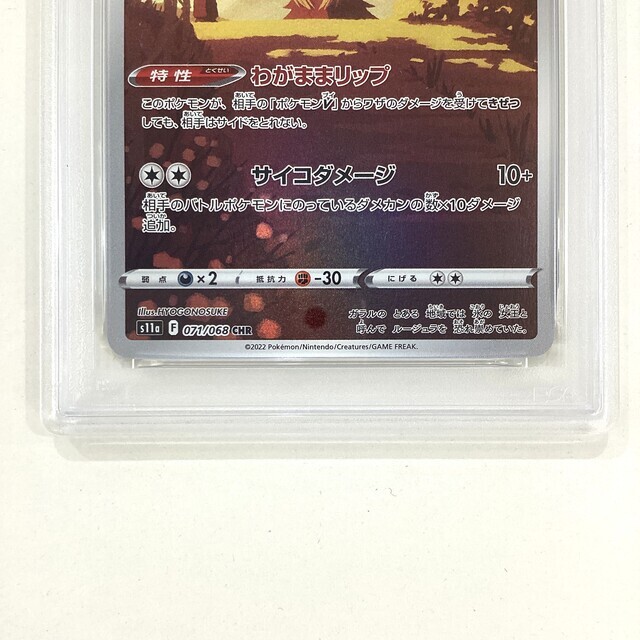 特性 とくせい わがままリップ
このポケモンが、相手の「ポケモンV」からワザのダメージを受けてきぜつ
しても、相手はサイドをとれない。
サイコダメージ 10+
相手のバトルポケモンにのっているダメカンの数×10ダメージ
追加。
弱点 ×2 抵抗力 -30 にげる
Illus.HYOGONOSUKE
s11a F 071/068 CHR
ガラルの とある 地域では 氷の 女王と
呼んで ルージュラを 恐れ崇めていた。
©2022 Pokémon/Nintendo/Creatures/GAME FREAK.